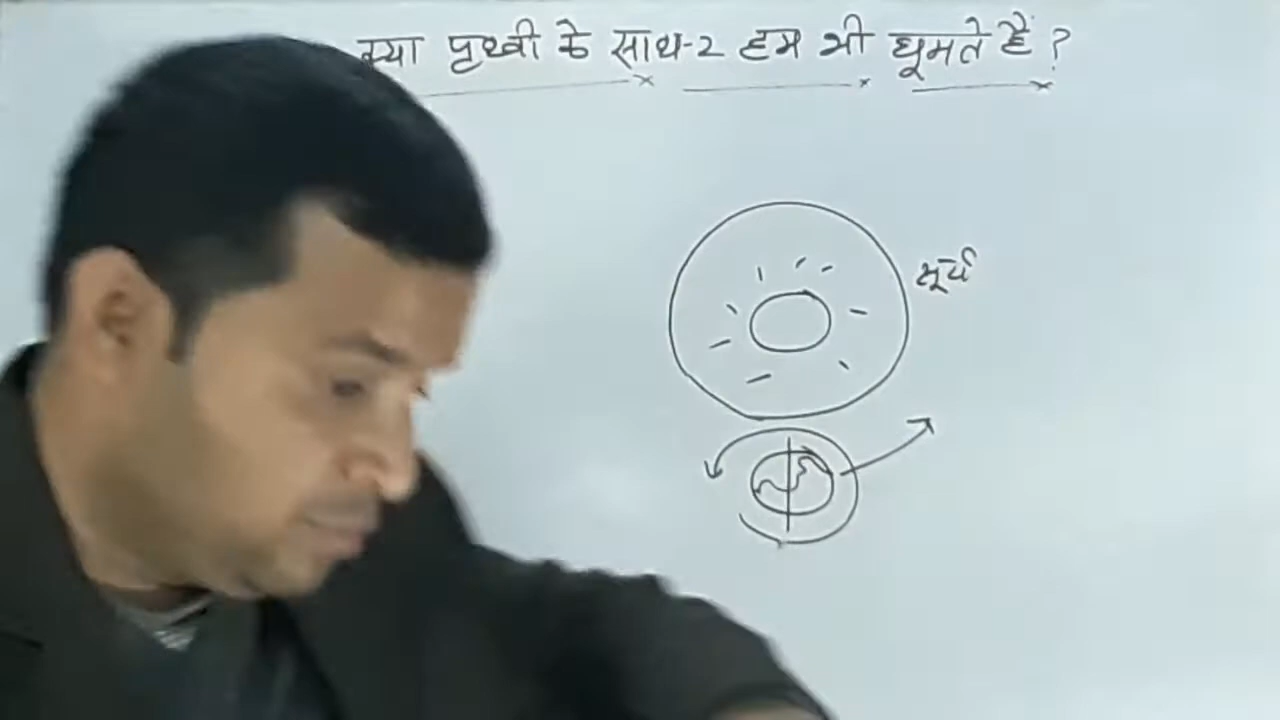 क्या पृथ्वी के साथ-2 हम भी घूमते हैं ?
सूर्य